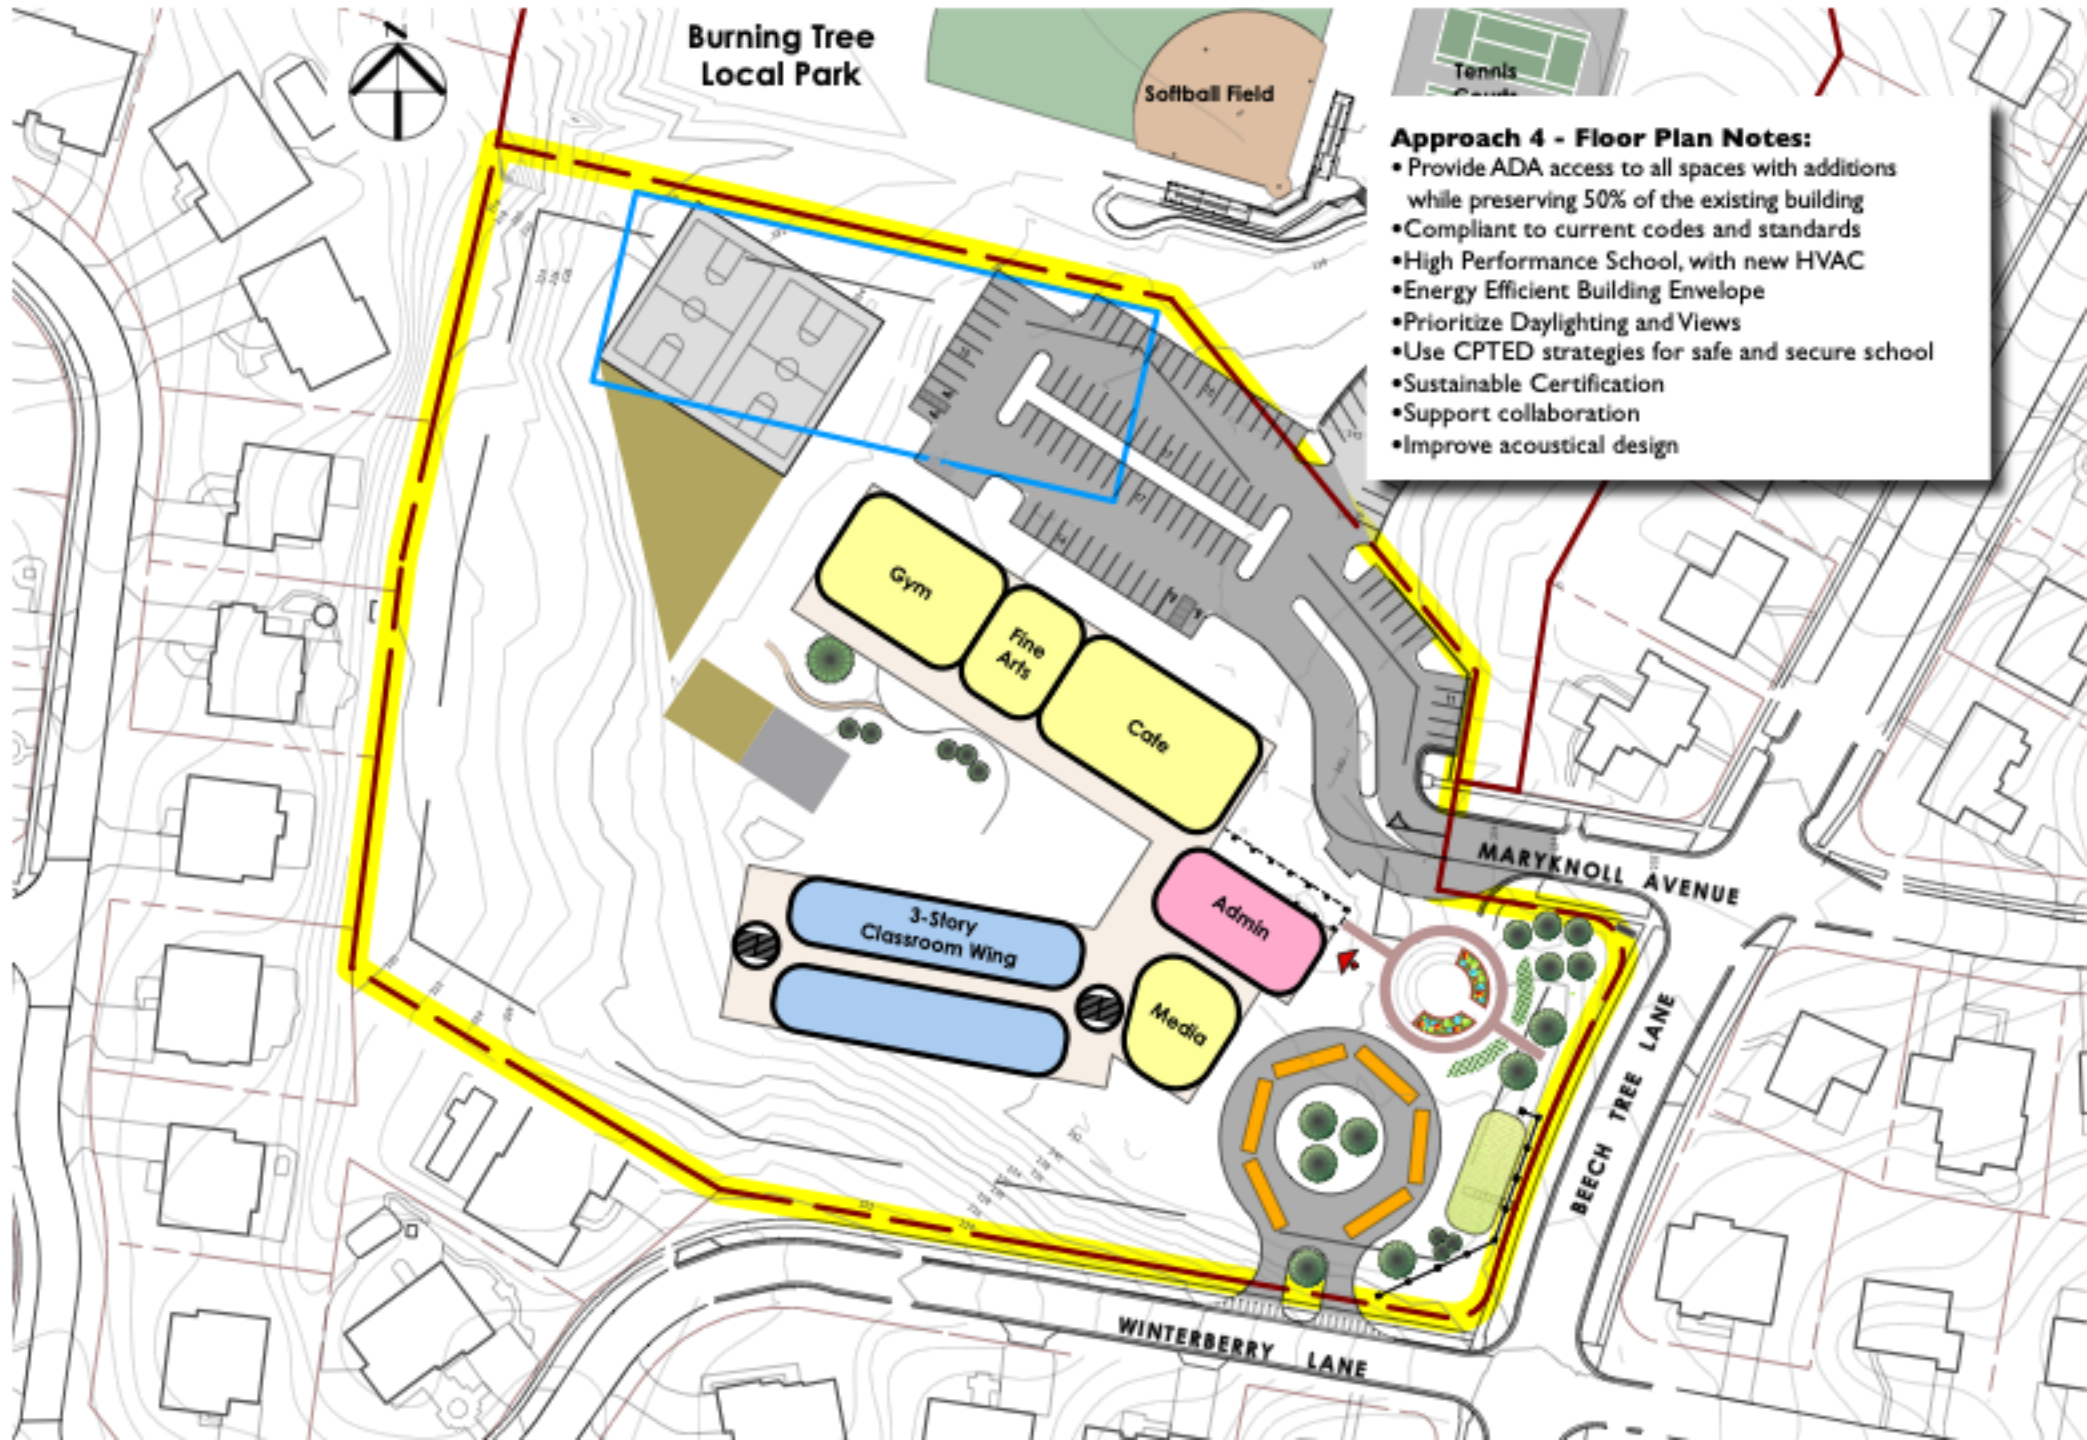 N
Burning Tree
Local Park
Softball Field
Tennis
Courts
Approach 4 - Floor Plan Notes:
• Provide ADA access to all spaces with additions
while preserving 50% of the existing building
•Compliant to current codes and standards
•High Performance School, with new HVAC
•Energy Efficient Building Envelope
•Prioritize Daylighting and Views
•Use CPTED strategies for safe and secure school
•Sustainable Certification
•Support collaboration
•Improve acoustical design
Gym
Fine
Arts
Cafe
MARYKNOLL AVENUE
Admin
3-Story
Classroom Wing
Media
BEECH TREE LANE
WINTERBERRY LANE